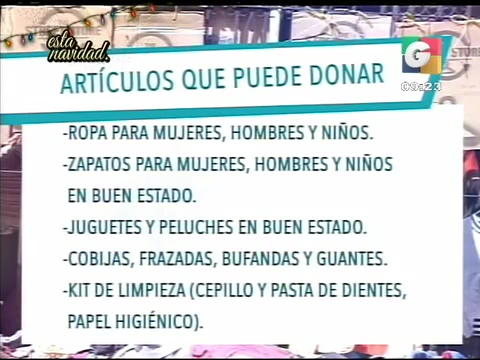 esta
navidad.
G
STORE
ARTÍCULOS QUE PUEDE DONAR
09:23
-ROPA PARA MUJERES, HOMBRES Y NIÑOS.
-ZAPATOS PARA MUJERES, HOMBRES Y NIÑOS
EN BUEN ESTADO.
-JUGUETES Y PELUCHES EN BUEN ESTADO.
-COBIJAS, FRAZADAS, BUFANDAS Y GUANTES.
-KIT DE LIMPIEZA (CEPILLO Y PASTA DE DIENTES,
PAPEL HIGIÉNICO).